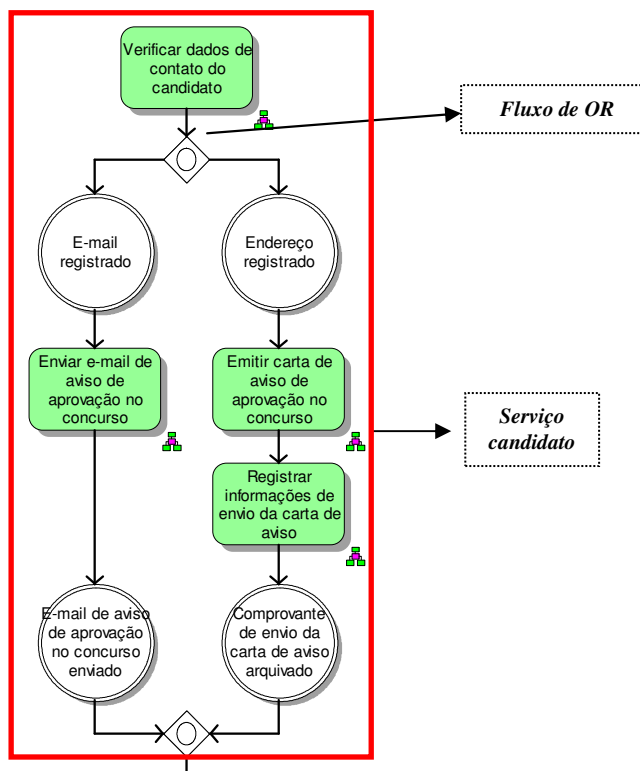 Verificar dados de
contato do
candidato
Fluxo de OR
E-mail
registrado
Endereço
registrado
Enviar e-mail de
aviso de
aprovação no
concurso
Emitir carta de
aviso de
aprovação no
concurso
Serviço
candidato
Registrar
informações de
envio da carta de
aviso
E-mail de aviso
de aprovação
no concurso
enviado
Comprovante
de envio da
carta de aviso
arquivado